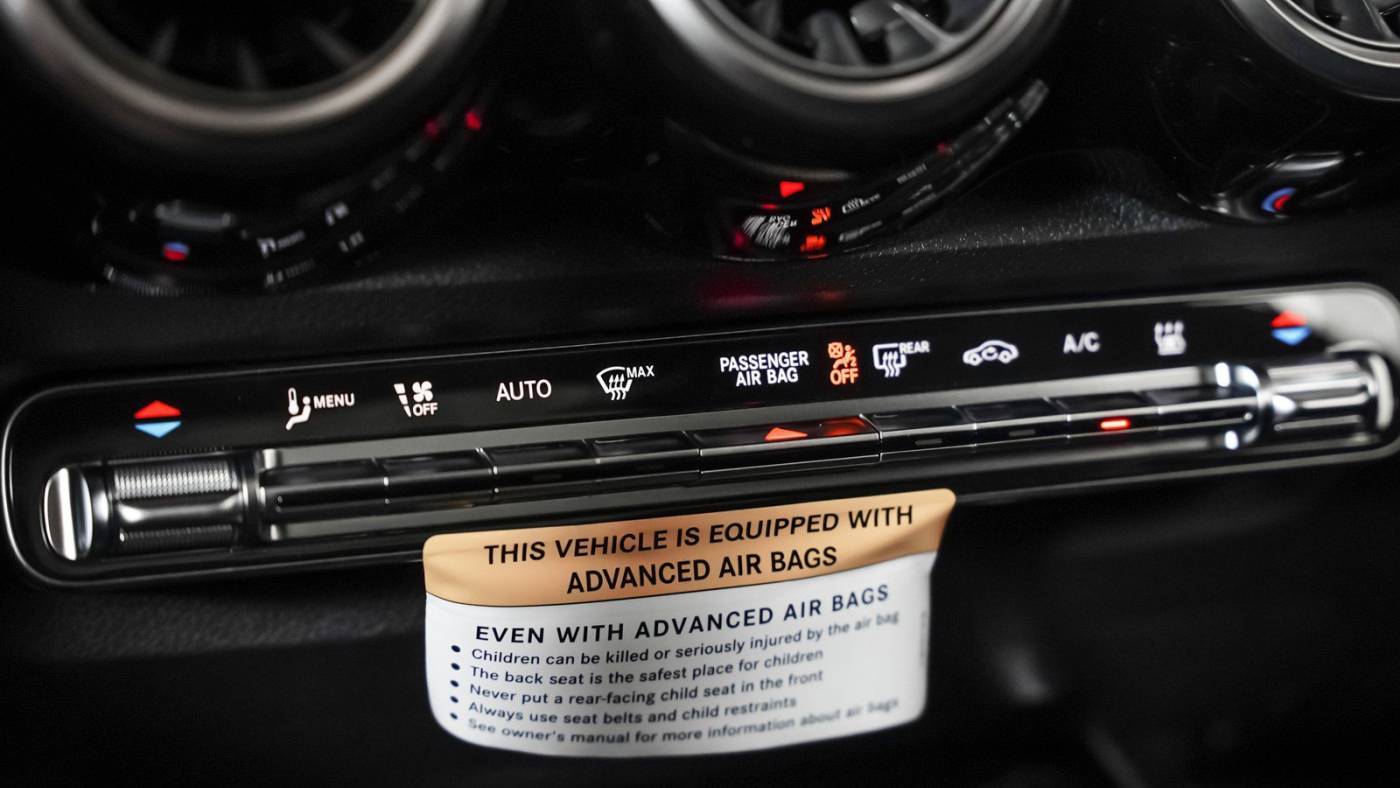 MENU
OFF
AUTO
MAX
PASSENGER
AIR BAG
OFF
REAR
A/C
THIS VEHICLE IS EQUIPPED WITH
ADVANCED AIR BAGS
EVEN WITH ADVANCED AIR BAGS
• Children can be killed or seriously injured by the air bag
• The back seat is the safest place for children
• Never put a rear-facing child seat in the front
• Always use seat belts and child restraints
• See owner's manual for more information about air bags